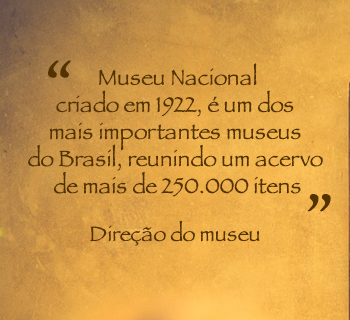 “ Museu Nacional
criado em 1922, é um dos
mais importantes museus
do Brasil, reunindo um acervo
de mais de 250.000 itens ”
Direção do museu